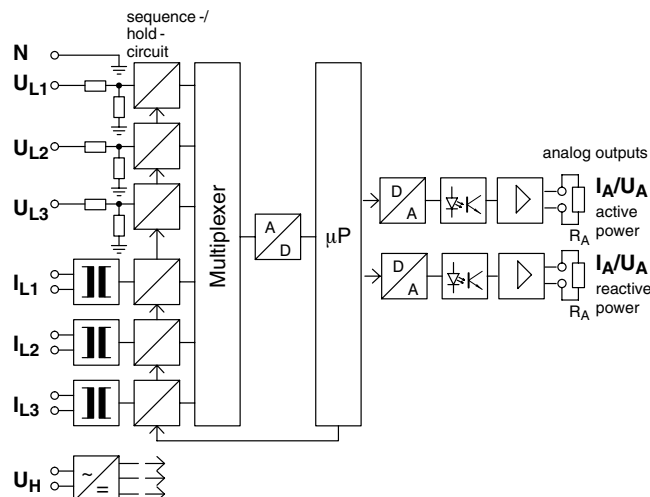 sequence -/
hold -
circuit
N
UL1
UL2
UL3
IL1
IL2
IL3
UH
~
=
Multiplexer
A
D
µP
analog outputs
D
A
IA/UA
active
power
RA
D
A
IA/UA
reactive
power
RA